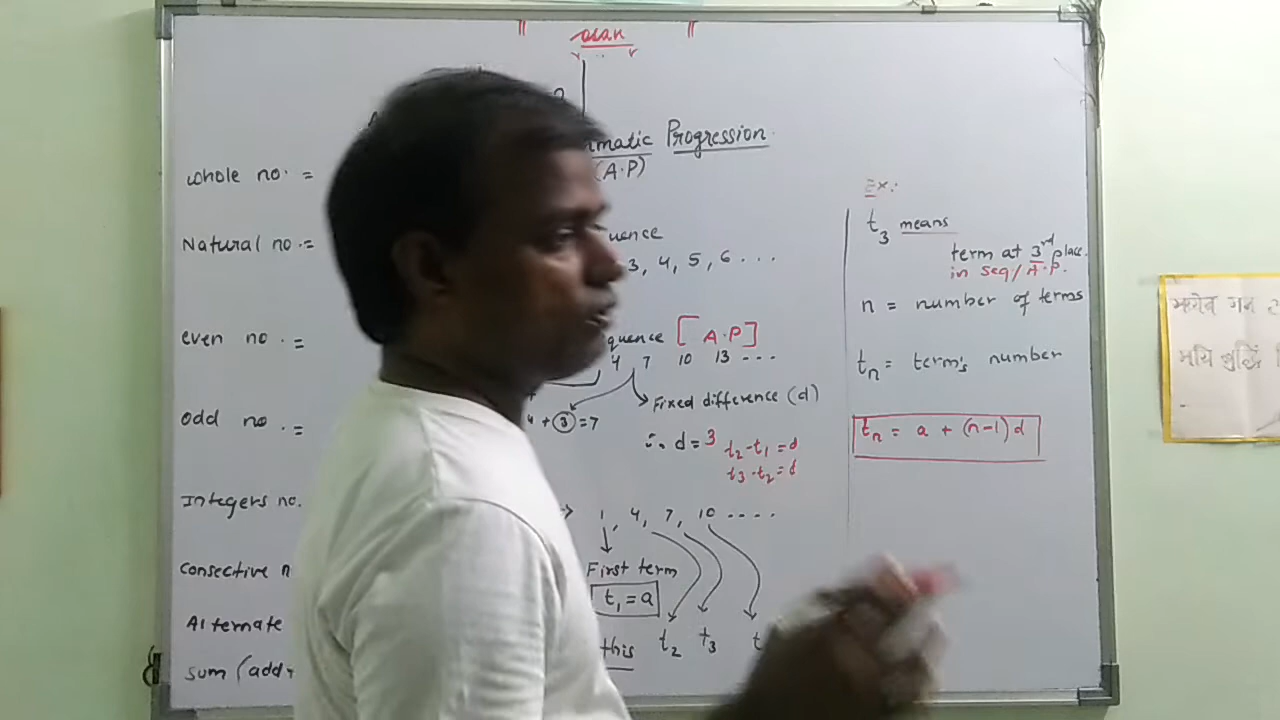 " asan "
matic Progression
(A.P)
whole no. =
Natural no. =
even no. =
odd no. =
Integers no.
Consective n
Alternate
sum (add
uence
3, 4, 5, 6 ...
quence [A.P]
4 7 10 13 ...
+ 3 = 7
Fixed difference (d)
∴ d = 3
t₂ - t₁ = d
t₃ - t₂ = d
1, 4, 7, 10 ....
First term
t₁ = a
this t₂ t₃ t
Ex:
t₃ means
term at 3rd place
in seq/A.P.
n = number of terms
tₙ = term's number
tₙ = a + (n-1) d